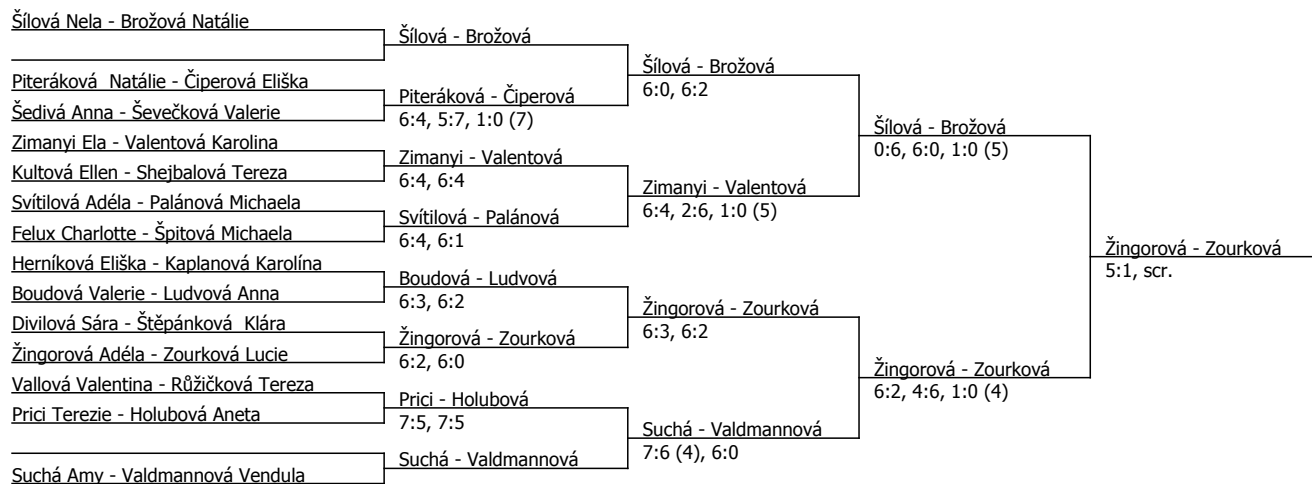 Šílová Nela - Brožová Natálie
Piteráková  Natálie - Čiperová Eliška
Šedivá Anna - Ševečková Valerie
Zimanyi Ela - Valentová Karolina
Kultová Ellen - Shejbalová Tereza
Svítilová Adéla - Palánová Michaela
Felux Charlotte - Špitová Michaela
Herníková Eliška - Kaplanová Karolína
Boudová Valerie - Ludvová Anna
Divilová Sára - Štěpánková  Klára
Žingorová Adéla - Zourková Lucie
Vallová Valentina - Růžičková Tereza
Prici Terezie - Holubová Aneta
Suchá Amy - Valdmannová Vendula
Šílová - Brožová
Piteráková - Čiperová
6:4, 5:7, 1:0 (7)
Zimanyi - Valentová
6:4, 6:4
Svítilová - Palánová
6:4, 6:1
Boudová - Ludvová
6:3, 6:2
Žingorová - Zourková
6:2, 6:0
Prici - Holubová
7:5, 7:5
Suchá - Valdmannová
Šílová - Brožová
6:0, 6:2
Zimanyi - Valentová
6:4, 2:6, 1:0 (5)
Žingorová - Zourková
6:3, 6:2
Suchá - Valdmannová
7:6 (4), 6:0
Šílová - Brožová
0:6, 6:0, 1:0 (5)
Žingorová - Zourková
6:2, 4:6, 1:0 (4)
Žingorová - Zourková
5:1, scr.